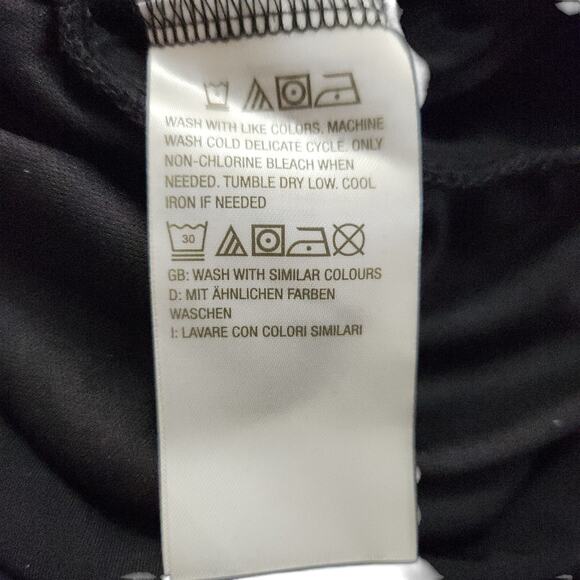 WASH WITH LIKE COLORS. MACHINE
WASH COLD DELICATE CYCLE. ONLY
NON-CHLORINE BLEACH WHEN
NEEDED. TUMBLE DRY LOW. COOL
IRON IF NEEDED
30
GB: WASH WITH SIMILAR COLOURS
D: MIT ÄHNLICHEN FARBEN
WASCHEN
I: LAVARE CON COLORI SIMILARI